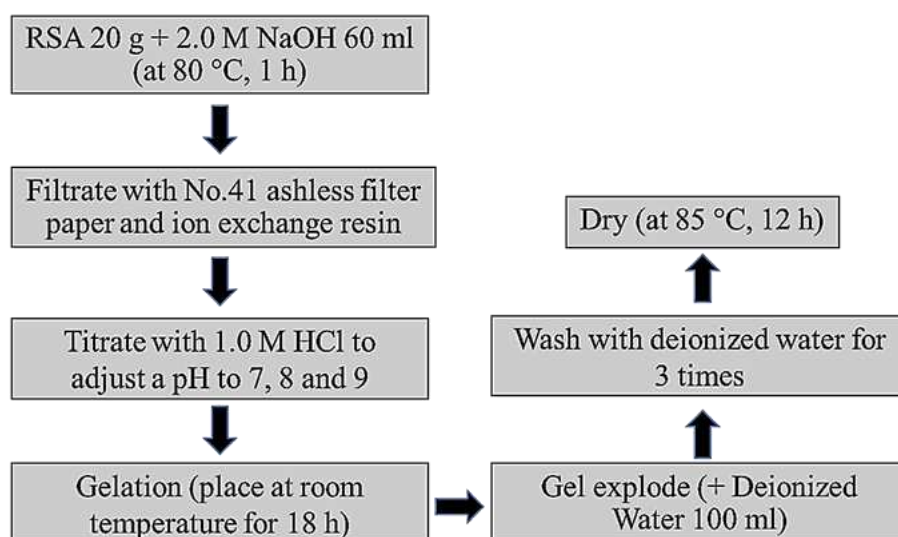 RSA 20 g + 2.0 M NaOH 60 ml
(at 80 °C, 1 h)
Filtrate with No.41 ashless filter
paper and ion exchange resin
Titrate with 1.0 M HCl to
adjust a pH to 7, 8 and 9
Gelation (place at room
temperature for 18 h)
Gel explode (+ Deionized
Water 100 ml)
Wash with deionized water for
3 times
Dry (at 85 °C, 12 h)